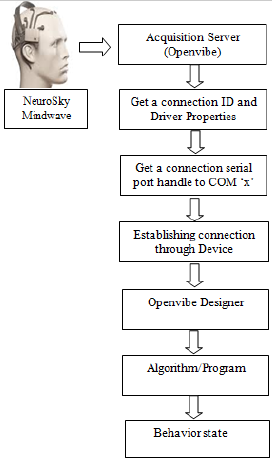 Acquisition Server
(Openvibe)
NeuroSky
Mindwave
Get a connection ID and
Driver Properties
Get a connection serial
port handle to COM ‘x’
Establishing connection
through Device
Openvibe Designer
Algorithm/Program
Behavior state